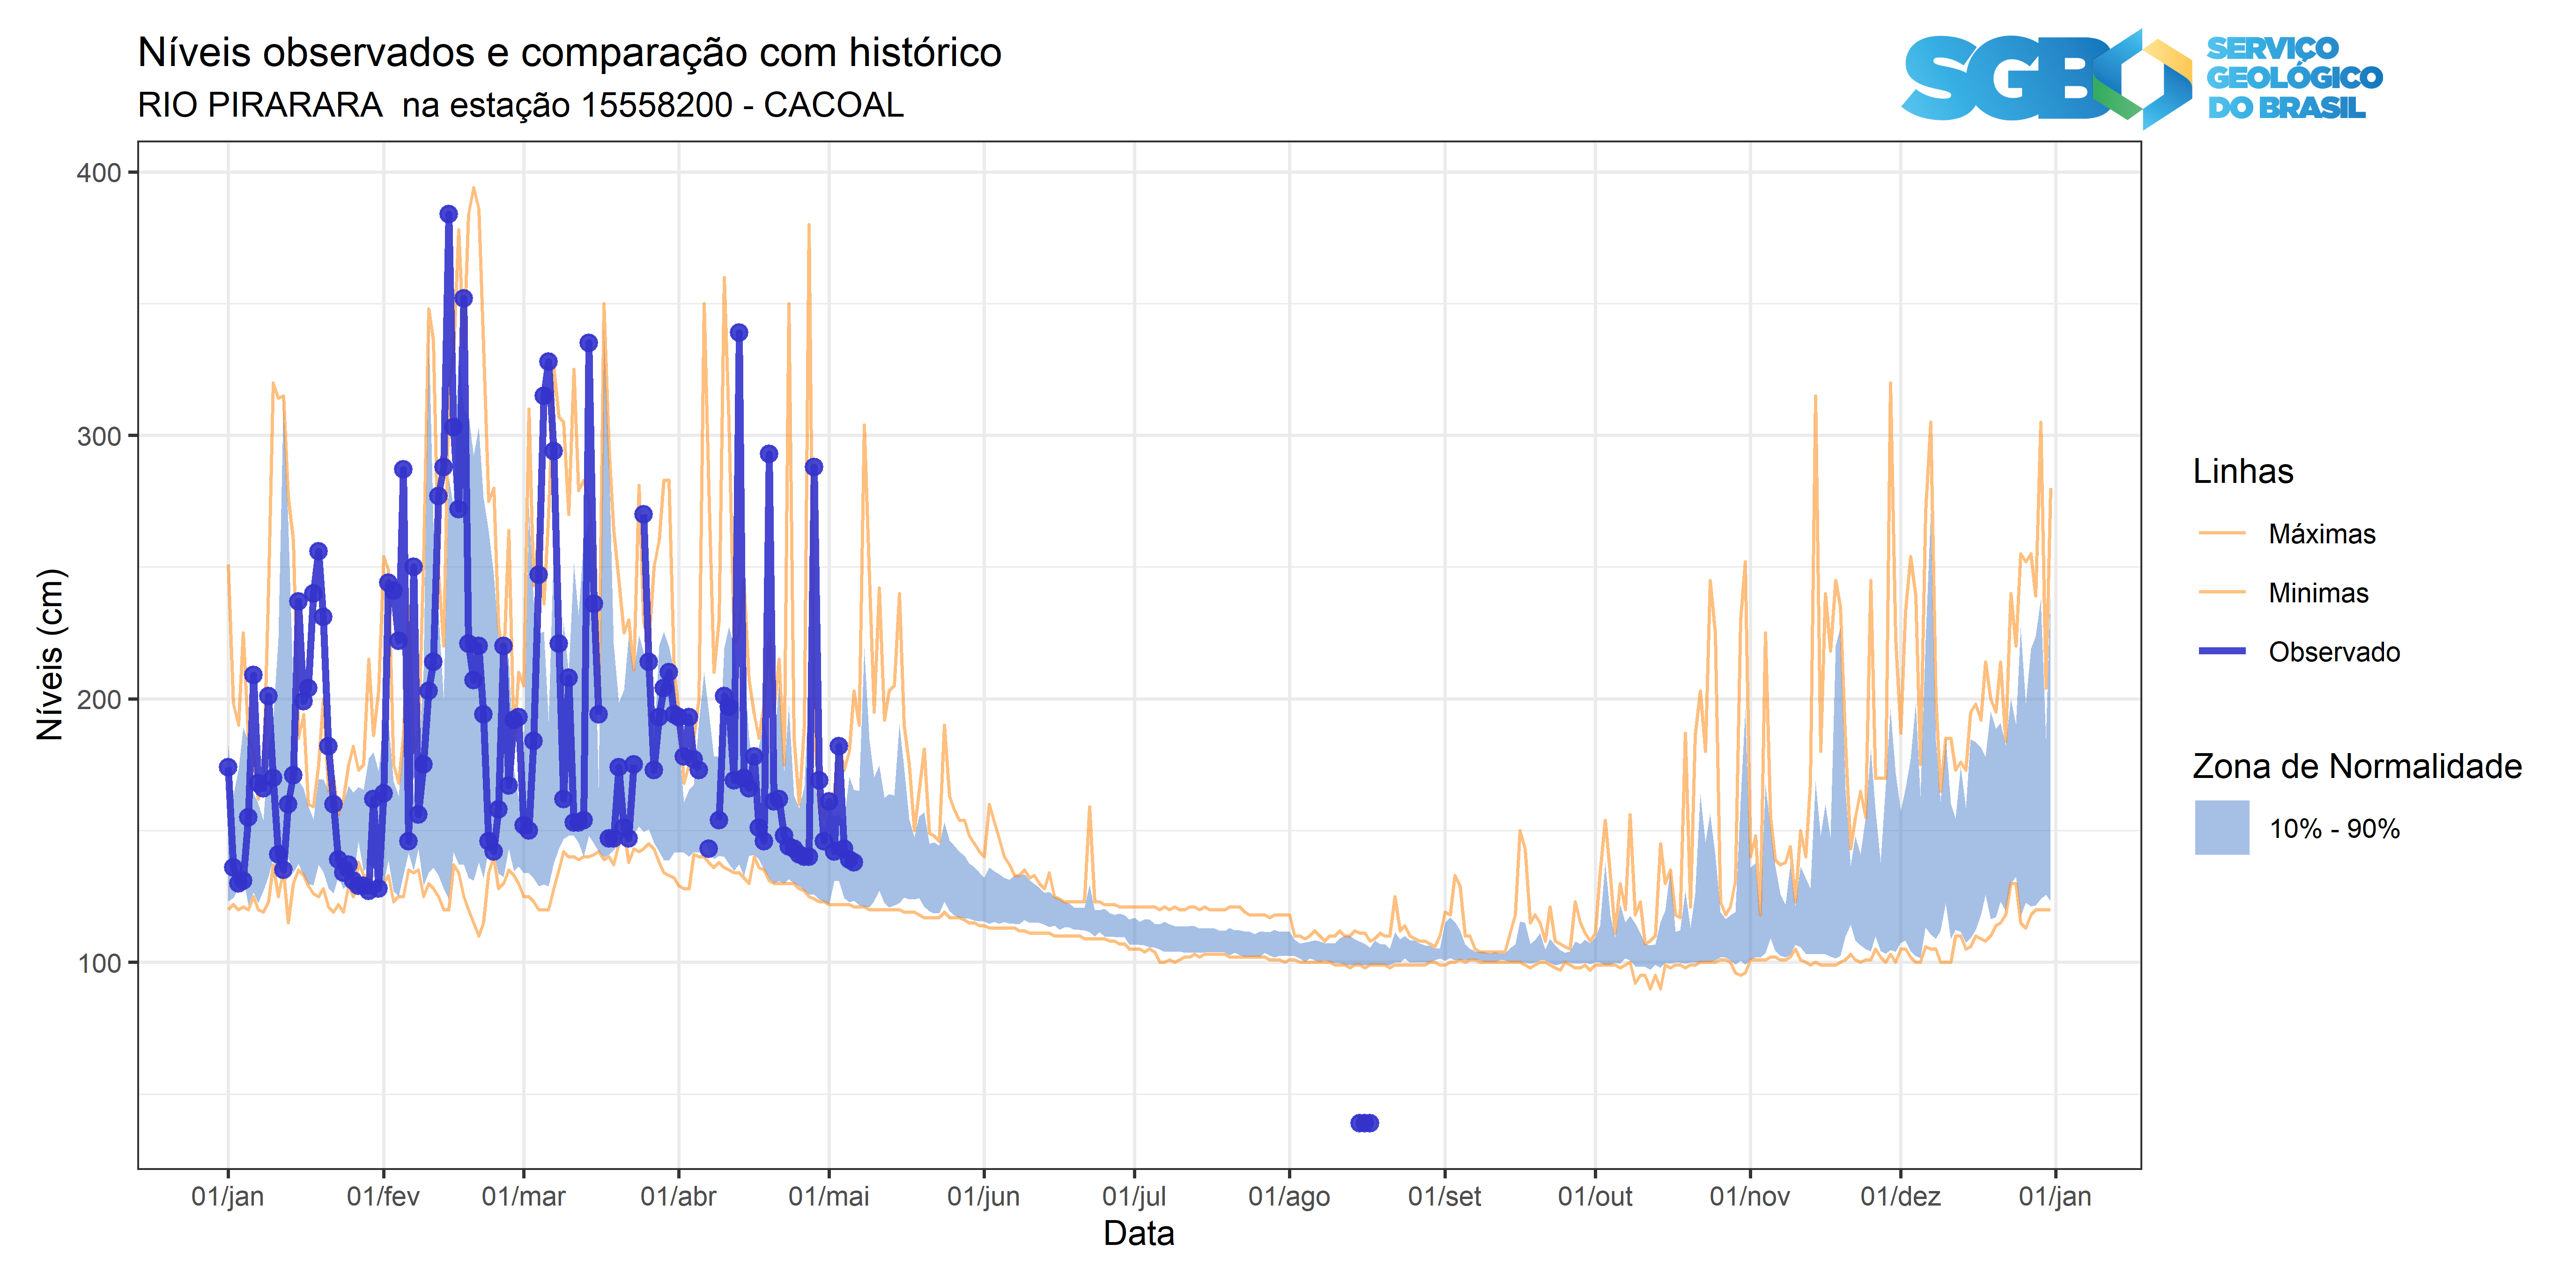 Níveis observados e comparação com histórico
RIO PIRARARA  na estação 15558200 - CACOAL
SGB
SERVIÇO
GEOLÓGICO
DO BRASIL
400
300
200
100
Níveis (cm)
01/jan
01/fev
01/mar
01/abr
01/mai
01/jun
01/jul
01/ago
01/set
01/out
01/nov
01/dez
01/jan
Data
Linhas
Máximas
Minimas
Observado
Zona de Normalidade
10% - 90%